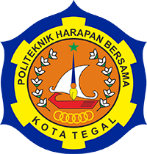 POLITEKNIK HARAPAN BERSAMA
KOTA TEGAL